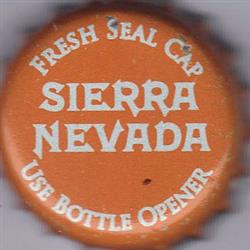 Fresh Seal Cap
SIERRA
NEVADA
Use Bottle Opener